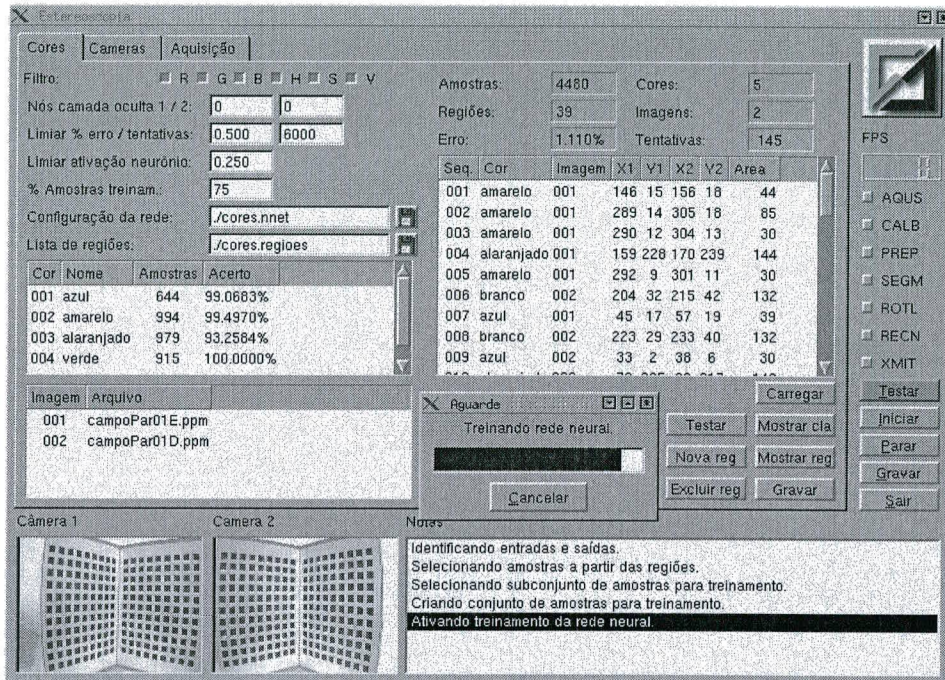 Estereoscopia
Cores Cameras Aquisição
Filtro: R G B H S V
Nós camada oculta 1 / 2: 0 0
Limiar % erro / tentativas: 0.500 6000
Limiar ativação neurônio: 0.250
% Amostras treinam.: 75
Configuração da rede: ./cores.nnet
Lista de regiões: ./cores.regioes
Cor Nome Amostras Acerto
001 azul 644 99.0683%
002 amarelo 994 99.4970%
003 alaranjado 979 93.2584%
004 verde 915 100.0000%
Imagem Arquivo
001 campoPar01E.ppm
002 campoPar01D.ppm
Amostras: 4480 Cores: 5
Regiões: 39 Imagens: 2
Erro: 1.110% Tentativas: 145
Seq. Cor Imagem X1 Y1 X2 Y2 Area
001 amarelo 001 146 15 156 18 44
002 amarelo 001 289 14 305 18 85
003 amarelo 001 290 12 304 13 30
004 alaranjado 001 159 228 170 239 144
005 amarelo 001 292 9 301 11 30
006 branco 002 204 32 215 42 132
007 azul 001 45 17 57 19 39
008 branco 002 223 29 233 40 132
009 azul 002 33 2 38 6 30
Carregar
Testar Mostrar cla
Nova reg Mostrar reg
Excluir reg Gravar
Aguarde
Treinando rede neural.
Cancelar
FPS
AQUS
CALB
PREP
SEGM
ROTL
RECN
XMIT
Testar
Iniciar
Parar
Gravar
Sair
Câmera 1 Camera 2 Notas
Identificando entradas e saídas.
Selecionando amostras a partir das regiões.
Selecionando subconjunto de amostras para treinamento.
Criando conjunto de amostras para treinamento.
Ativando treinamento da rede neural.